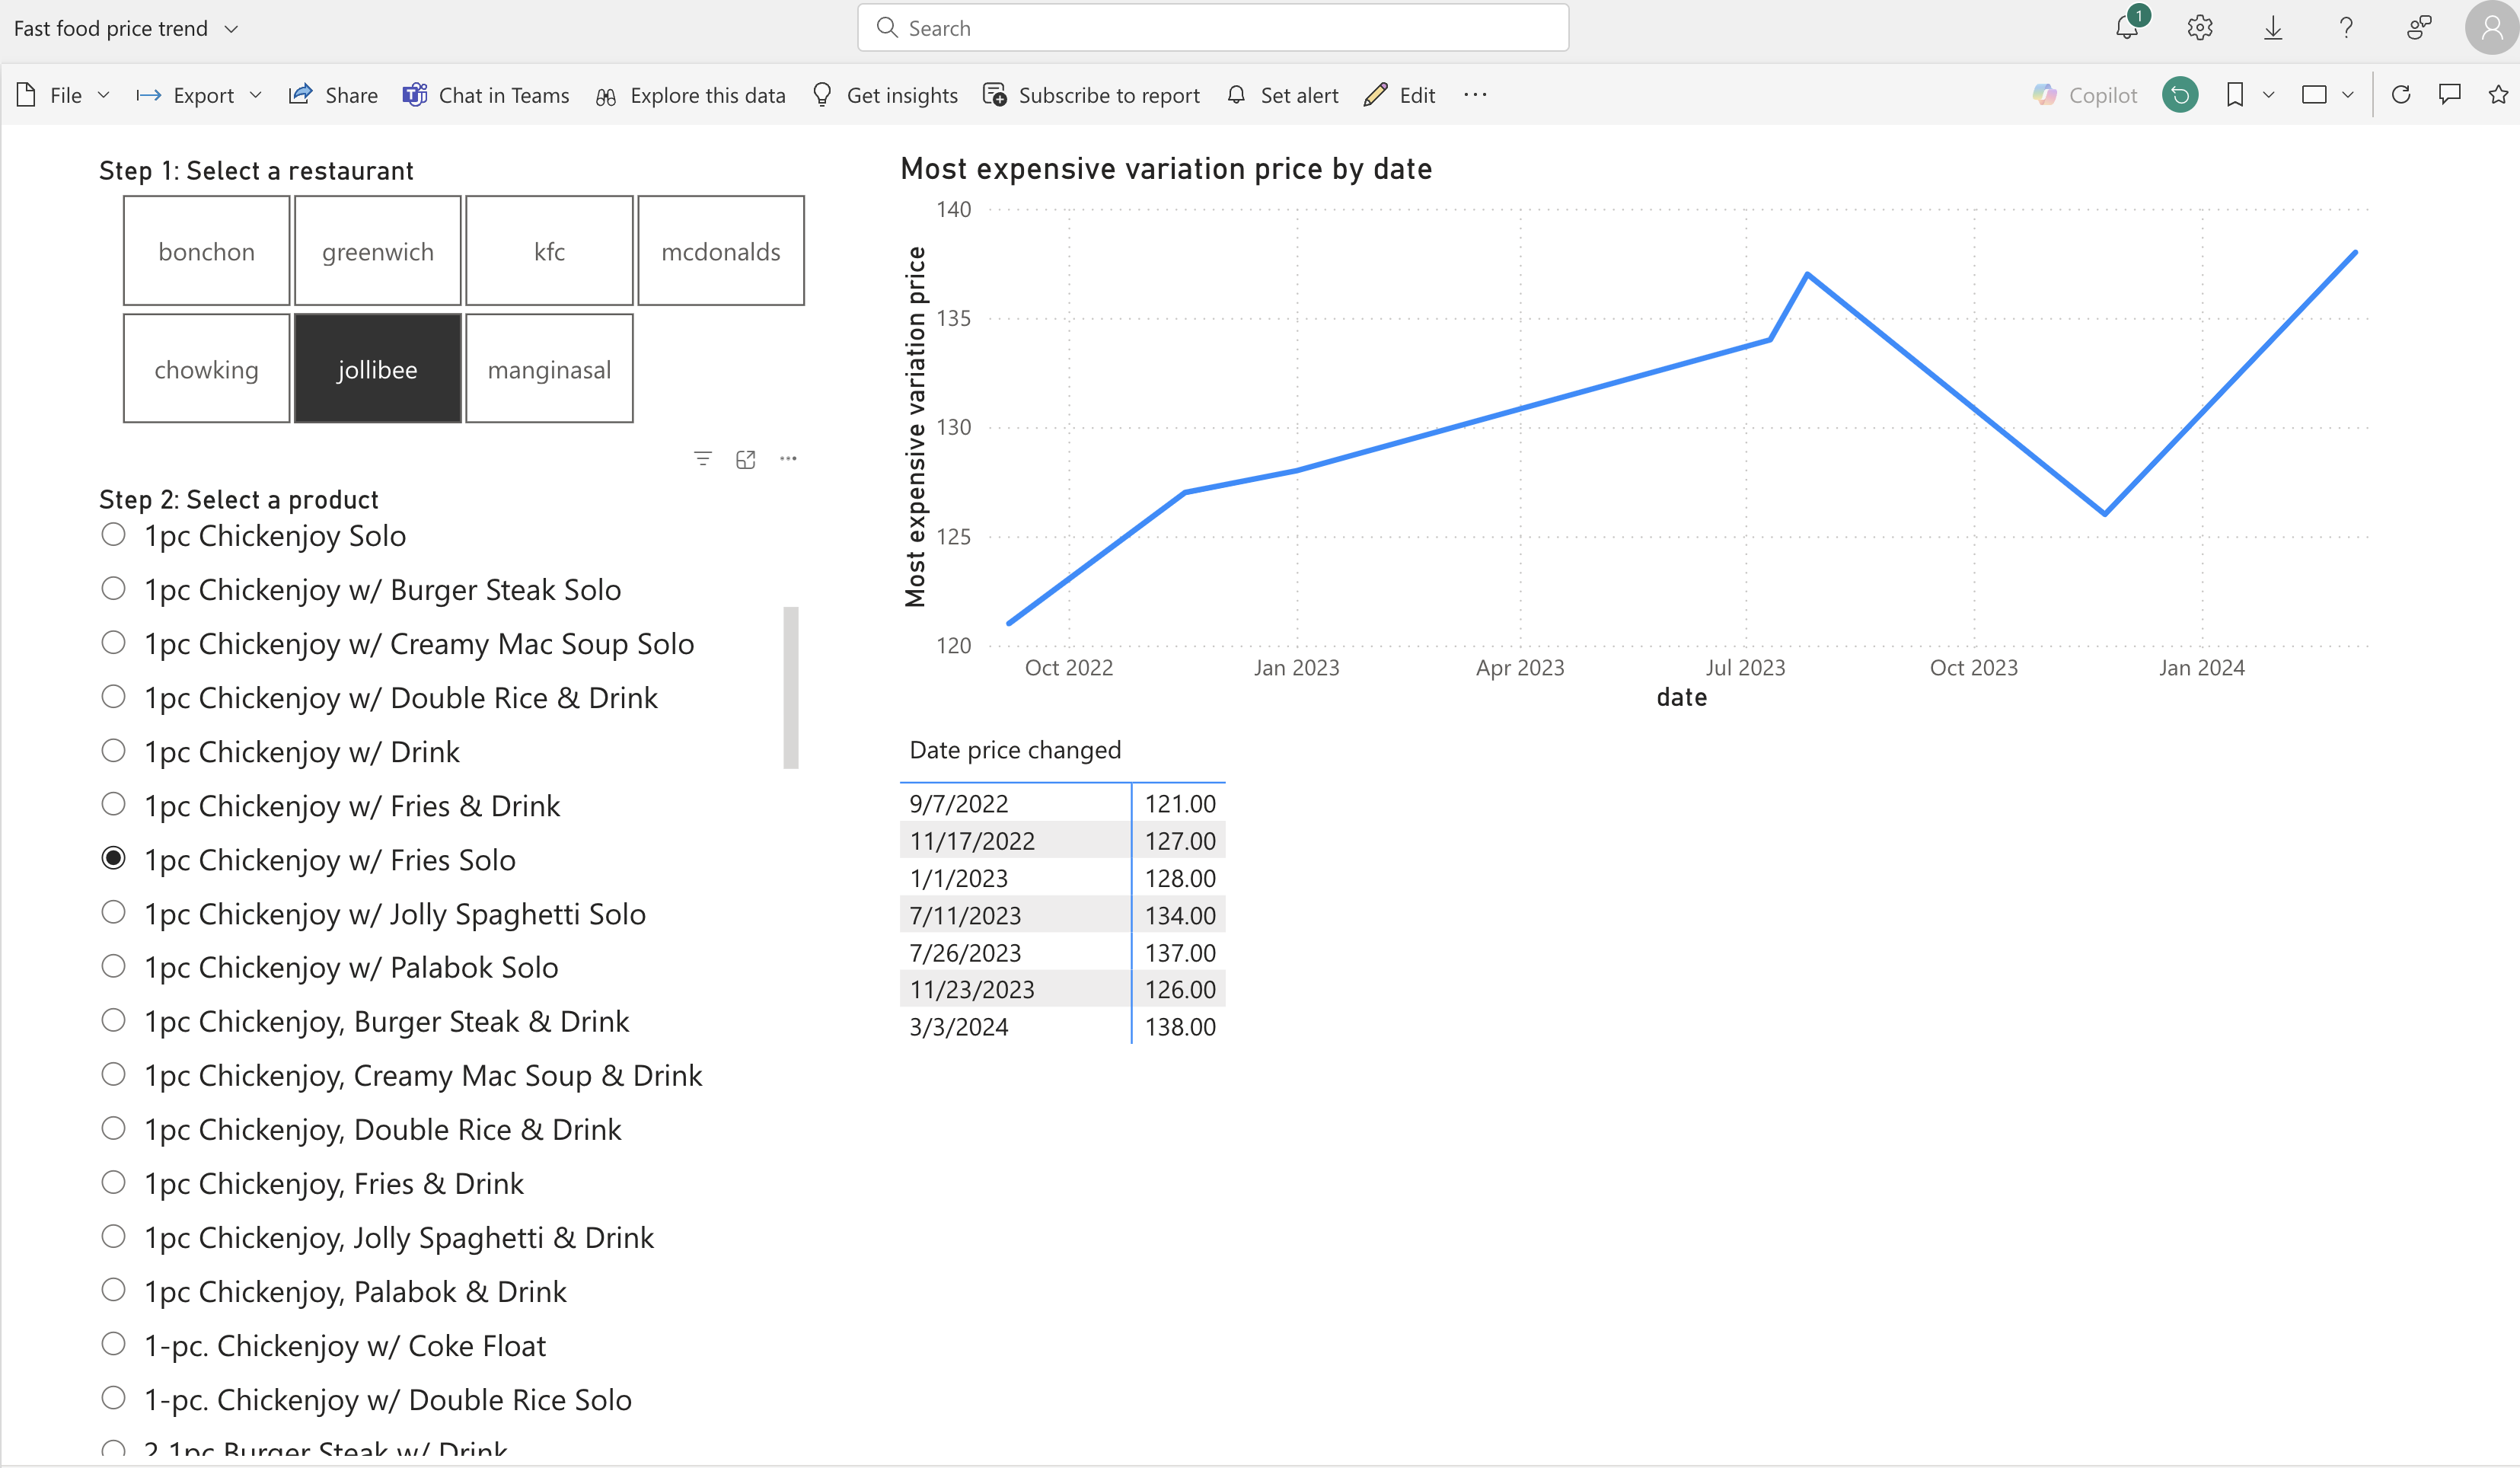 Fast food price trend
Search
1
File Export Share Chat in Teams Explore this data Get insights Subscribe to report Set alert Edit ...
Copilot
Step 1: Select a restaurant
bonchon greenwich kfc mcdonalds
chowking jollibee manginasal
Step 2: Select a product
1pc Chickenjoy Solo
1pc Chickenjoy w/ Burger Steak Solo
1pc Chickenjoy w/ Creamy Mac Soup Solo
1pc Chickenjoy w/ Double Rice & Drink
1pc Chickenjoy w/ Drink
1pc Chickenjoy w/ Fries & Drink
1pc Chickenjoy w/ Fries Solo
1pc Chickenjoy w/ Jolly Spaghetti Solo
1pc Chickenjoy w/ Palabok Solo
1pc Chickenjoy, Burger Steak & Drink
1pc Chickenjoy, Creamy Mac Soup & Drink
1pc Chickenjoy, Double Rice & Drink
1pc Chickenjoy, Fries & Drink
1pc Chickenjoy, Jolly Spaghetti & Drink
1pc Chickenjoy, Palabok & Drink
1-pc. Chickenjoy w/ Coke Float
1-pc. Chickenjoy w/ Double Rice Solo
2 1pc Burger Steak w/ Drink
Most expensive variation price by date
Most expensive variation price
140
135
130
125
120
Oct 2022 Jan 2023 Apr 2023 Jul 2023 Oct 2023 Jan 2024
date
Date price changed
9/7/2022 121.00
11/17/2022 127.00
1/1/2023 128.00
7/11/2023 134.00
7/26/2023 137.00
11/23/2023 126.00
3/3/2024 138.00